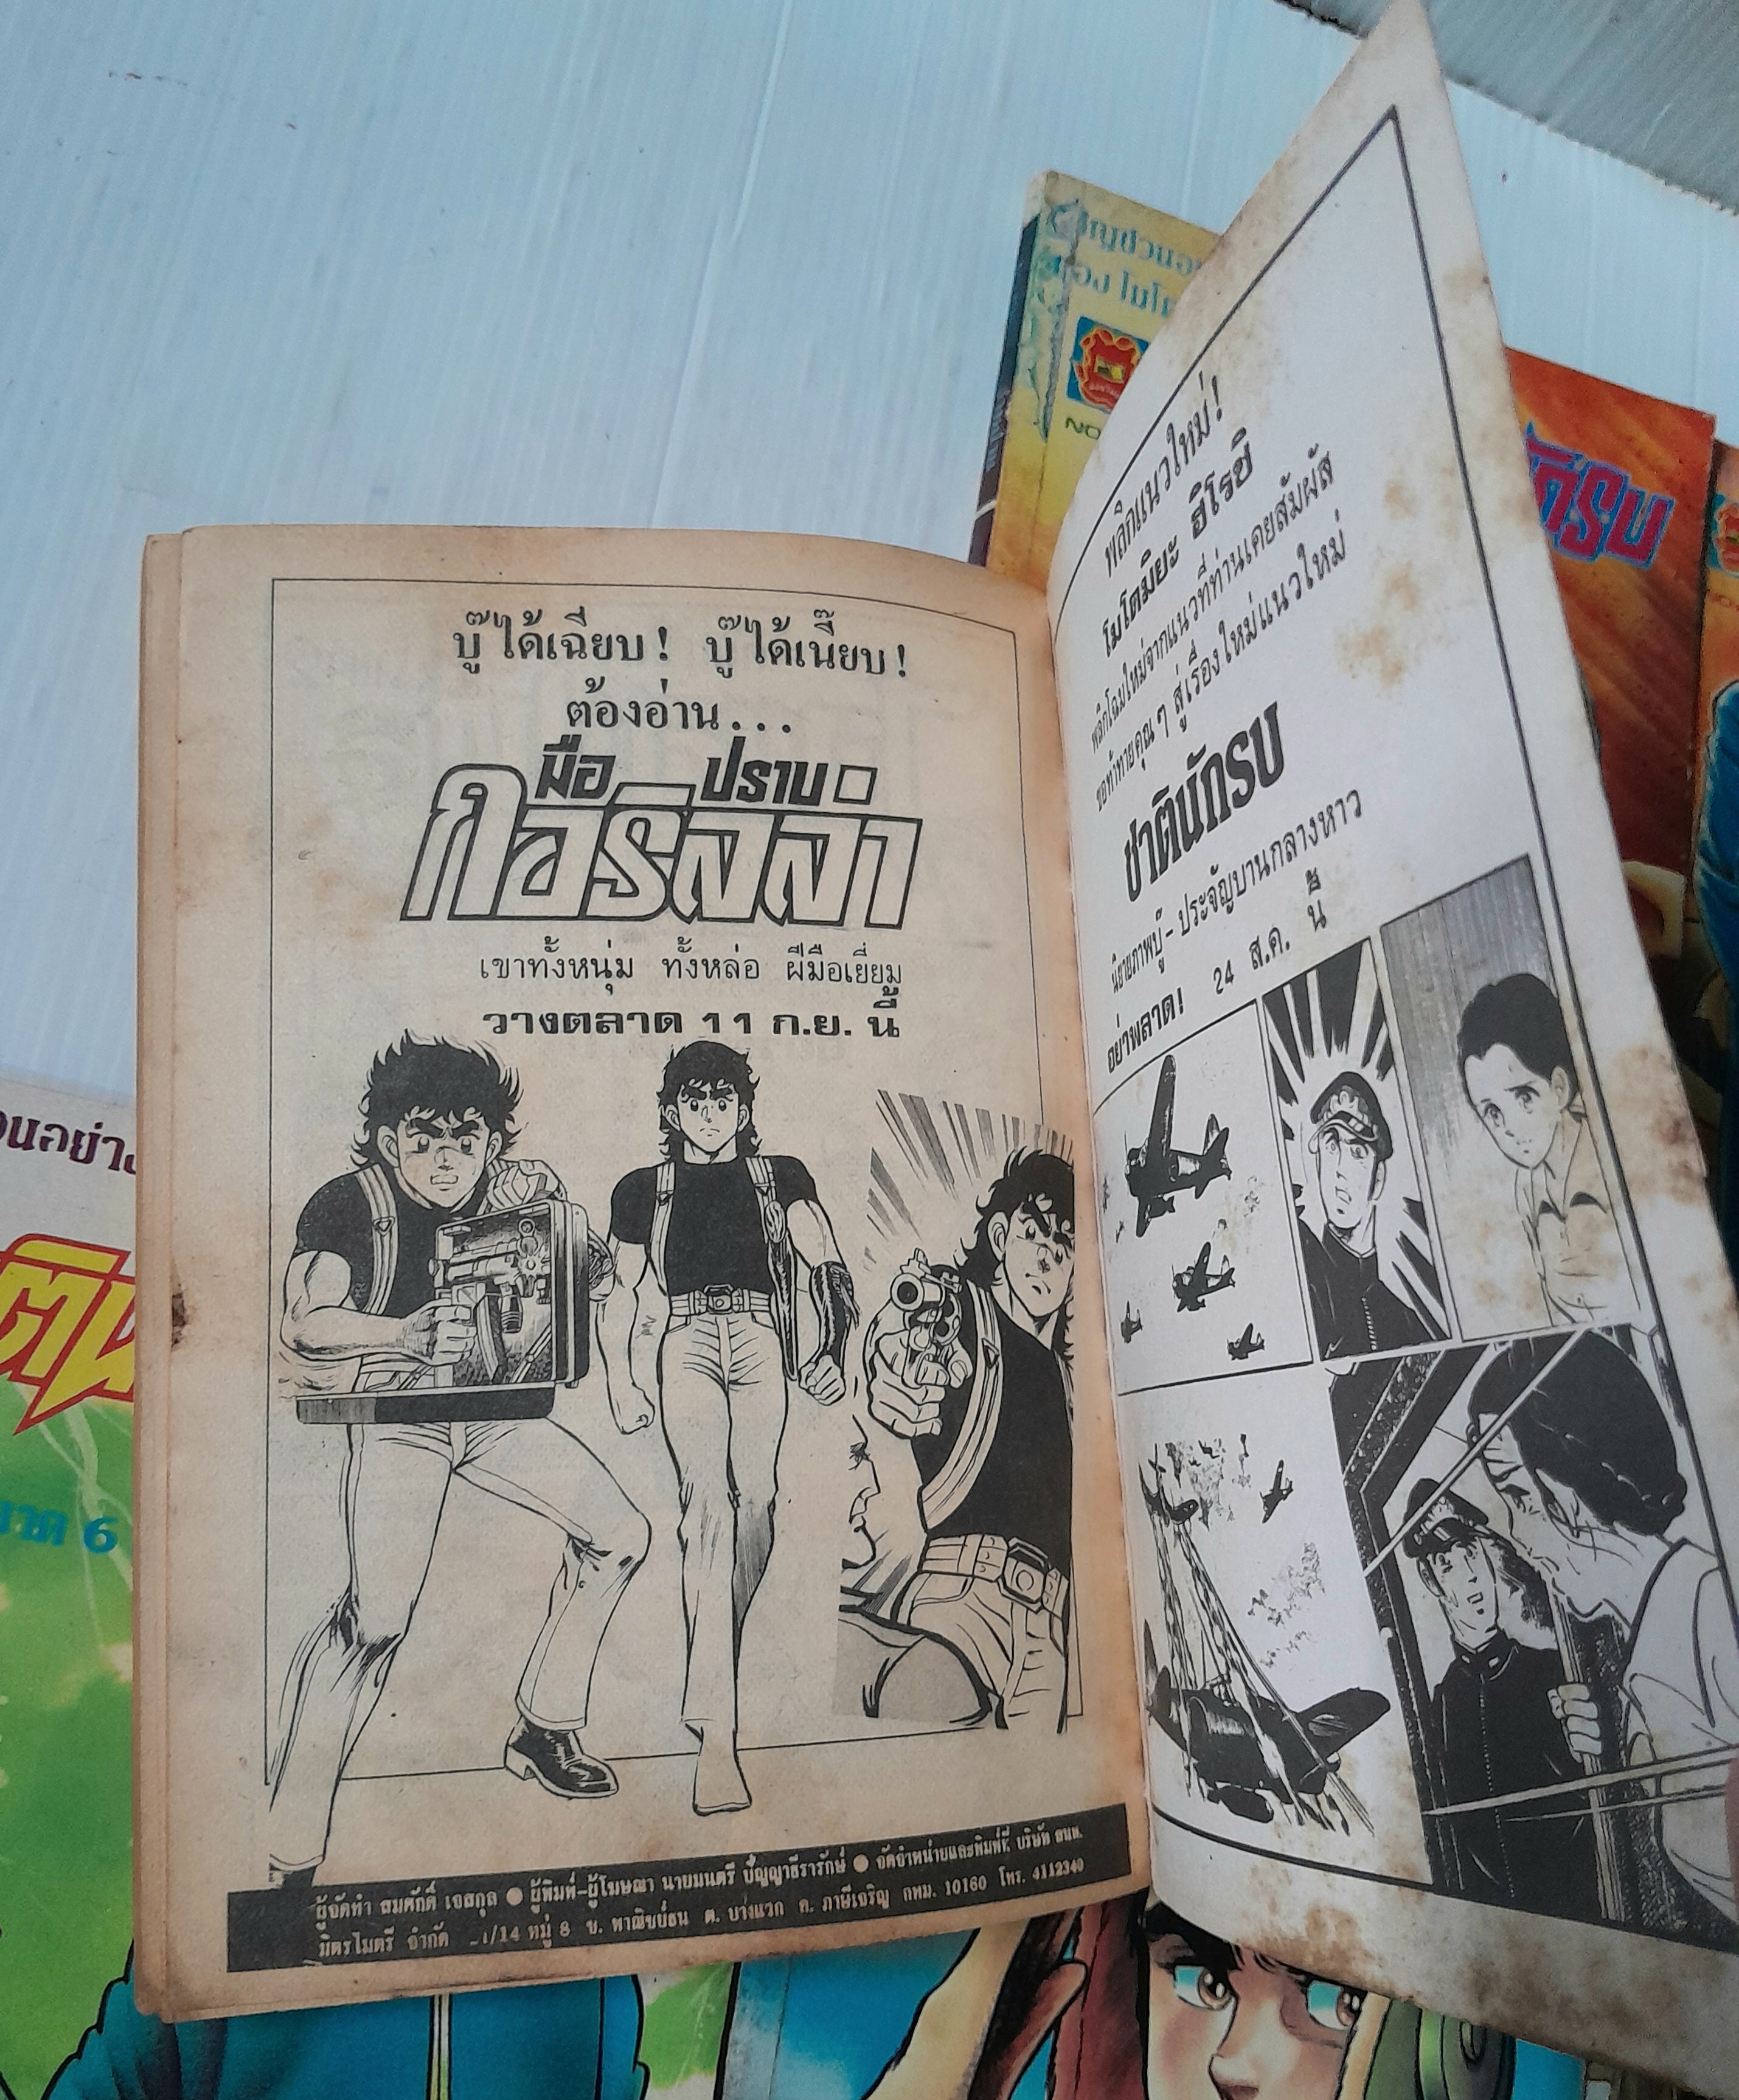 บู๊ได้เฉียบ! บู๊ได้เนี๊ยบ!
ต้องอ่าน...
มือปราบ
กอริลล่า
เขาทั้งหนุ่ม ทั้งหล่อ ฝีมือเยี่ยม
วางตลาด 11 ก.ย. นี้
ผู้จัดทำ สมศักดิ์ เจสกุล ● ผู้พิมพ์-ผู้โฆษณา นายมนตรี ปัญญาธีรารักษ์ ● จัดจำหน่ายและพิมพ์ที่ บริษัท สนพ.
มิตรไมตรี จำกัด /14 หมู่ 8 ซ. พาณิชย์ธน ต. บางแวก ภาษีเจริญ กทม. 10160 โทร. 4112340
พลิกแนวใหม่!
โมโตมิยะ ฮิโรชิ
พลิกโฉมใหม่จากแนวที่ท่านเคยสัมผัส
ขอท้าทายคุณ ๆ สู่เรื่องใหม่แนวใหม่
ชาตินักรบ
นิยายภาพบู๊-ประจัญบานกลางหาว
อย่าพลาด! 24 ส.ค. นี้
NO
ภาค 6